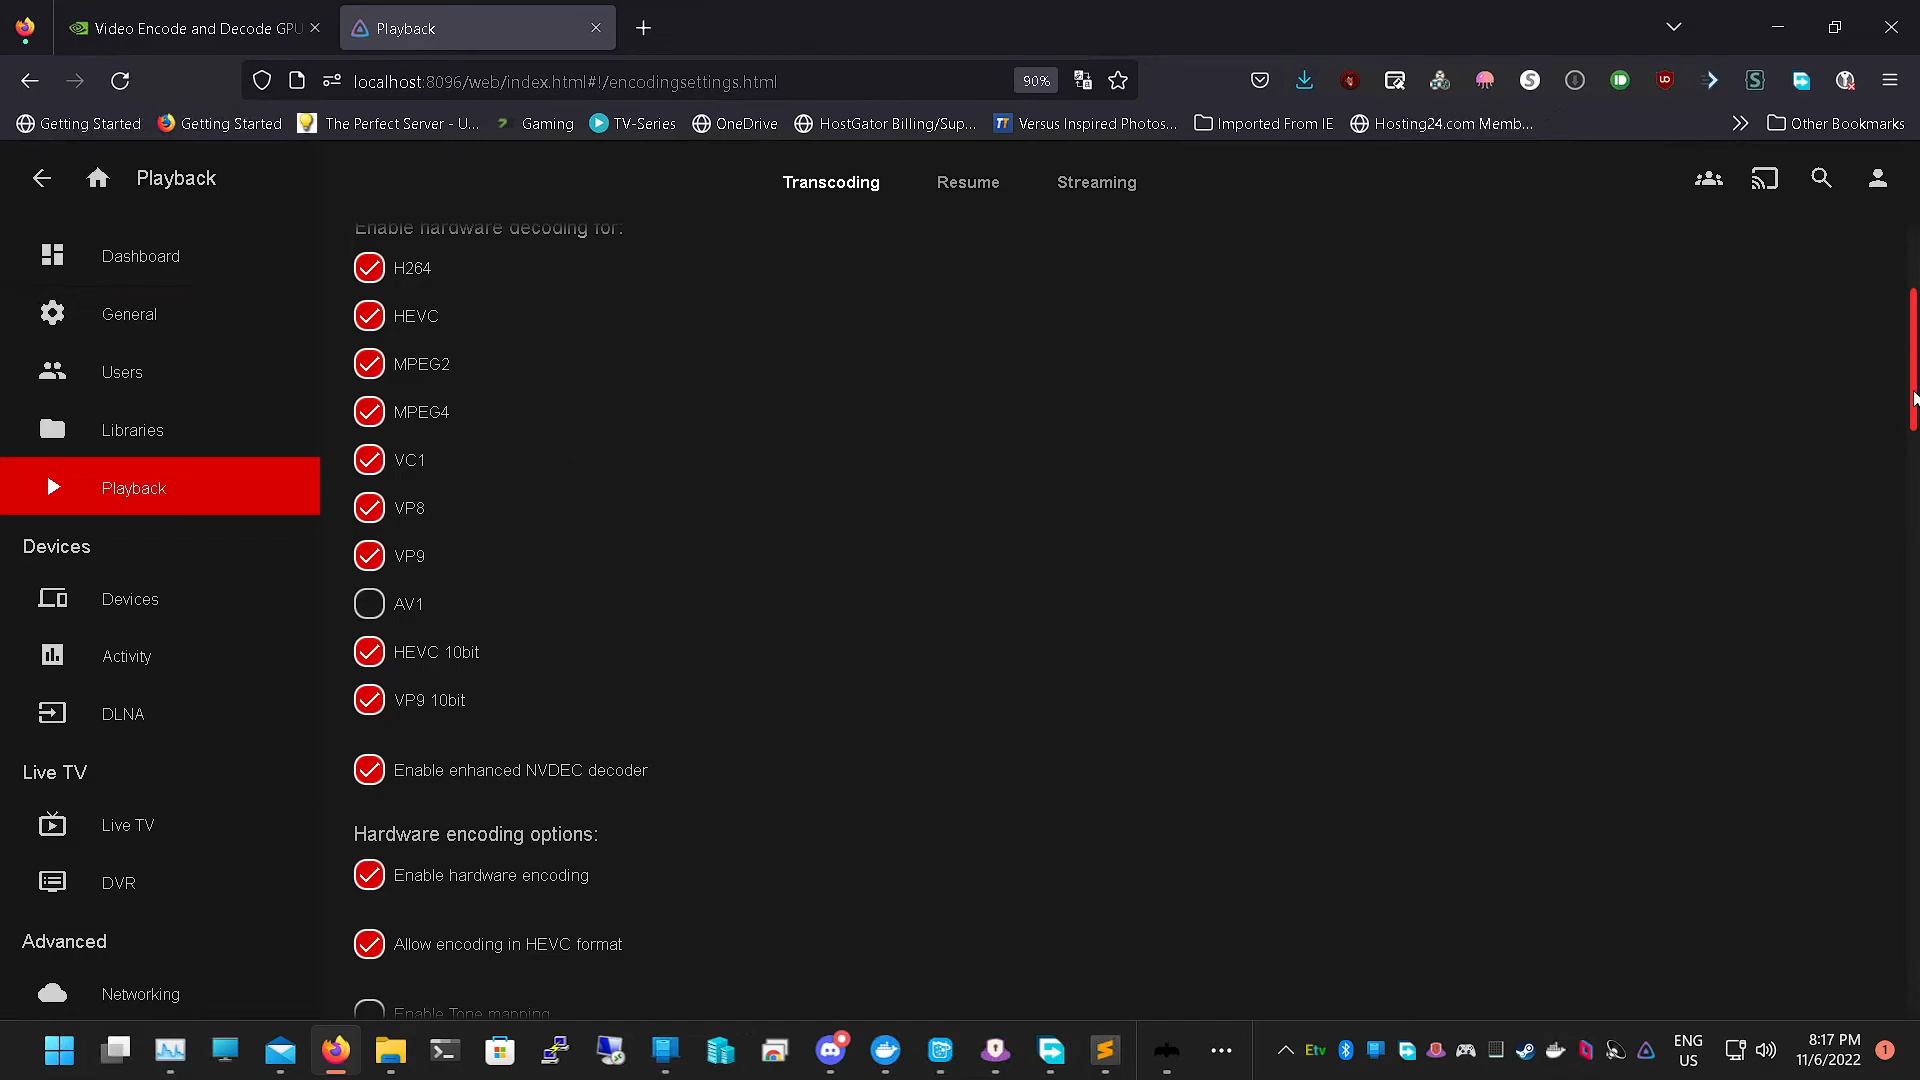 Video Encode and Decode GPU
Playback
localhost:8096/web/index.html#!/encodingsettings.html
90%
Getting Started
Getting Started
The Perfect Server - U...
Gaming
TV-Series
OneDrive
HostGator Billing/Sup...
Versus Inspired Photos...
Imported From IE
Hosting24.com Memb...
Other Bookmarks
Playback
Transcoding
Resume
Streaming
Dashboard
General
Users
Libraries
Playback
Devices
Devices
Activity
DLNA
Live TV
Live TV
DVR
Advanced
Networking
Enable hardware decoding for:
H264
HEVC
MPEG2
MPEG4
VC1
VP8
VP9
AV1
HEVC 10bit
VP9 10bit
Enable enhanced NVDEC decoder
Hardware encoding options:
Enable hardware encoding
Allow encoding in HEVC format
Enable Tone mapping
Etv
ENG
US
8:17 PM
11/6/2022
1